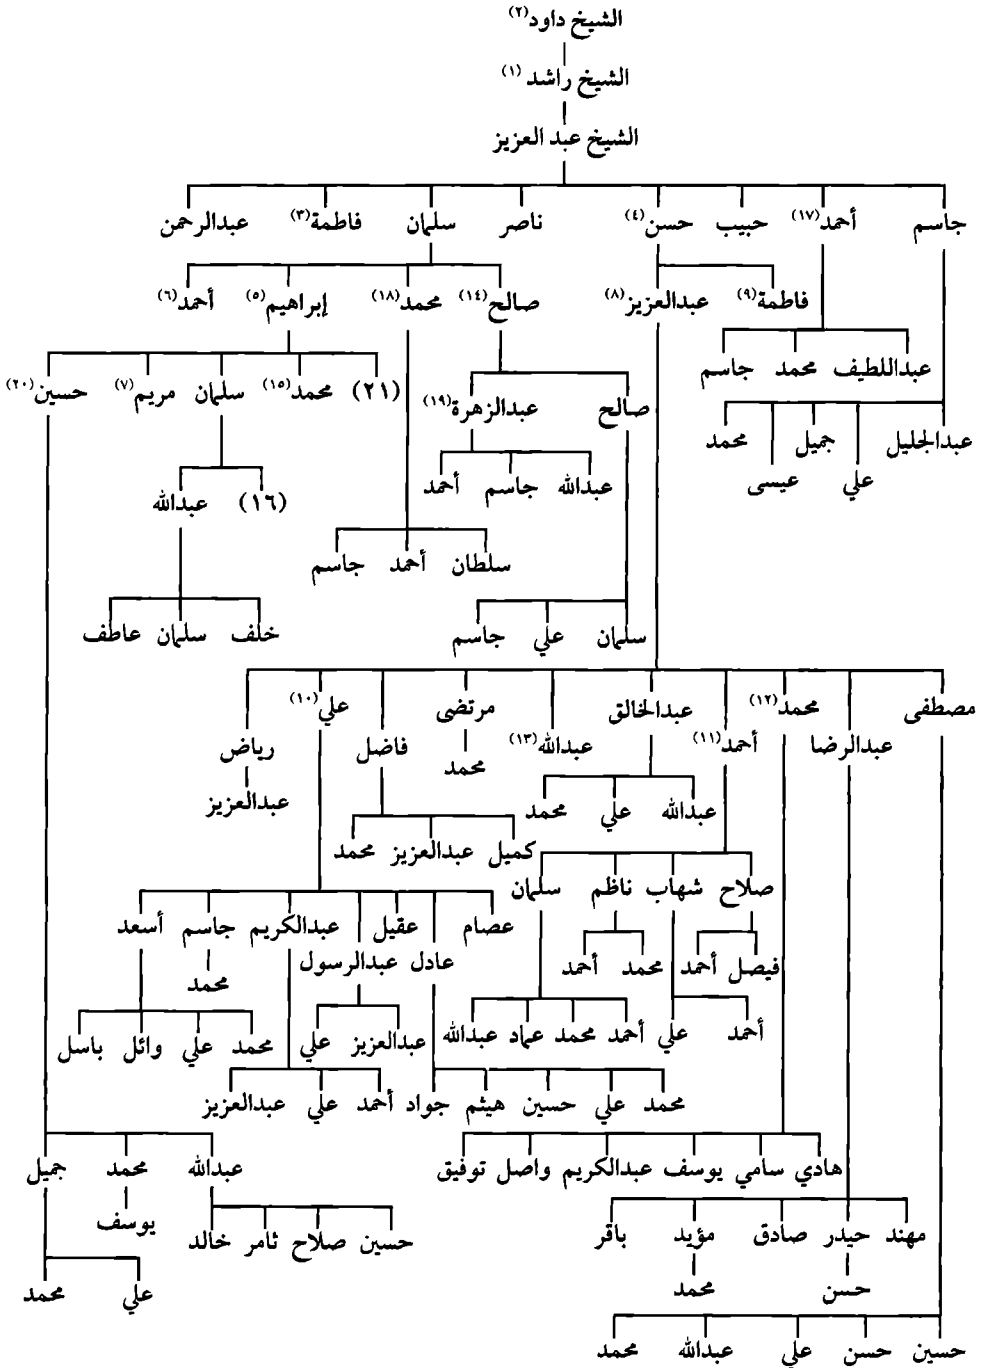 الشيخ داود (٢)
الشيخ راشد (١)
الشيخ عبد العزيز
جاسم أحمد (١٧) حبيب حسن (٤) ناصر سلمان فاطمة (٣) عبدالرحمن
فاطمة (٩) عبدالعزيز (٨) صالح (١٤) محمد (١٨) إبراهيم (٥) أحمد (٦)
عبداللطيف محمد جاسم
(٢١) محمد (١٥) سلمان مريم (٧) حسين (٢٠)
صالح عبدالزهرة (١٩)
عبدالجليل جميل محمد
علي عيسى
عبدالله جاسم أحمد
(١٦) عبدالله
سلطان أحمد جاسم
سلمان علي جاسم
خلف سلمان عاطف
مصطفى محمد (١٢) عبدالخالق مرتضى علي (١٠)
عبدالرضا أحمد (١١) عبدالله (١٣) فاضل رياض
محمد
عبدالعزيز
عبدالله علي محمد
كميل عبدالعزيز محمد
صلاح شهاب ناظم سلمان
عصام عقيل عبدالكريم جاسم أسعد
عادل عبدالرسول
فيصل أحمد محمد أحمد
محمد
أحمد علي أحمد محمد عماد عبدالله
عبدالعزيز علي
محمد علي وائل باسل
محمد علي حسين هيثم جواد أحمد علي عبدالعزيز
هادي سامي يوسف عبدالكريم واصل توفيق
عبدالله محمد جميل
يوسف
مهند حيدر صادق مؤيد باقر
حسين صلاح ثامر خالد
حسن محمد
علي محمد
حسين حسن علي عبدالله محمد